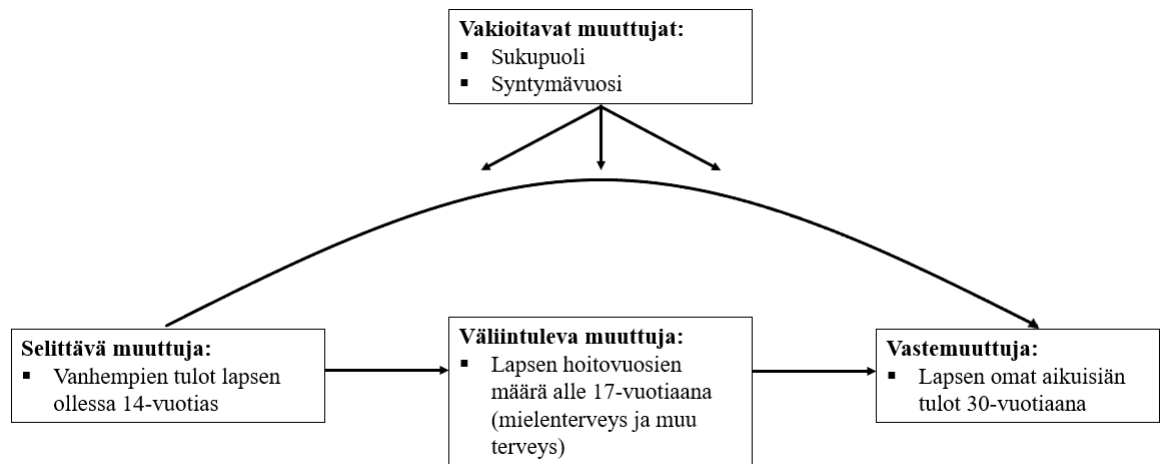 Vakioitavat muuttujat:
▪ Sukupuoli
▪ Syntymävuosi
Selittävä muuttuja:
▪ Vanhempien tulot lapsen
ollessa 14-vuotias
Väliintuleva muuttuja:
▪ Lapsen hoitovuosien
määrä alle 17-vuotiaana
(mielenterveys ja muu
terveys)
Vastemuuttuja:
▪ Lapsen omat aikuisiän
tulot 30-vuotiaana